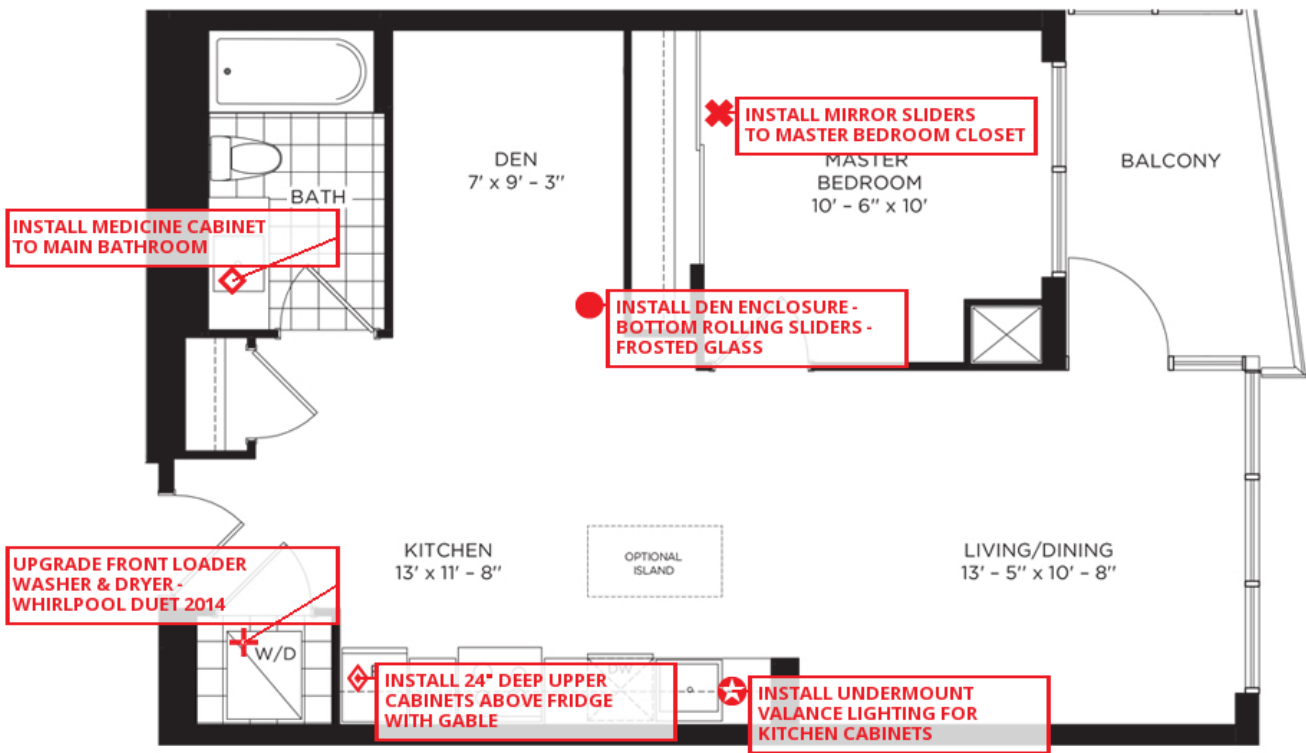 INSTALL MIRROR SLIDERS
TO MASTER BEDROOM CLOSET
DEN
7' x 9' – 3"
MASTER
BEDROOM
10' – 6" x 10'
BALCONY
BATH
INSTALL MEDICINE CABINET
TO MAIN BATHROOM
INSTALL DEN ENCLOSURE -
BOTTOM ROLLING SLIDERS -
FROSTED GLASS
KITCHEN
13' x 11' – 8"
OPTIONAL
ISLAND
LIVING/DINING
13' – 5" x 10' – 8"
UPGRADE FRONT LOADER
WASHER & DRYER -
WHIRLPOOL DUET 2014
W/D
DW
INSTALL 24" DEEP UPPER
CABINETS ABOVE FRIDGE
WITH GABLE
INSTALL UNDERMOUNT
VALANCE LIGHTING FOR
KITCHEN CABINETS